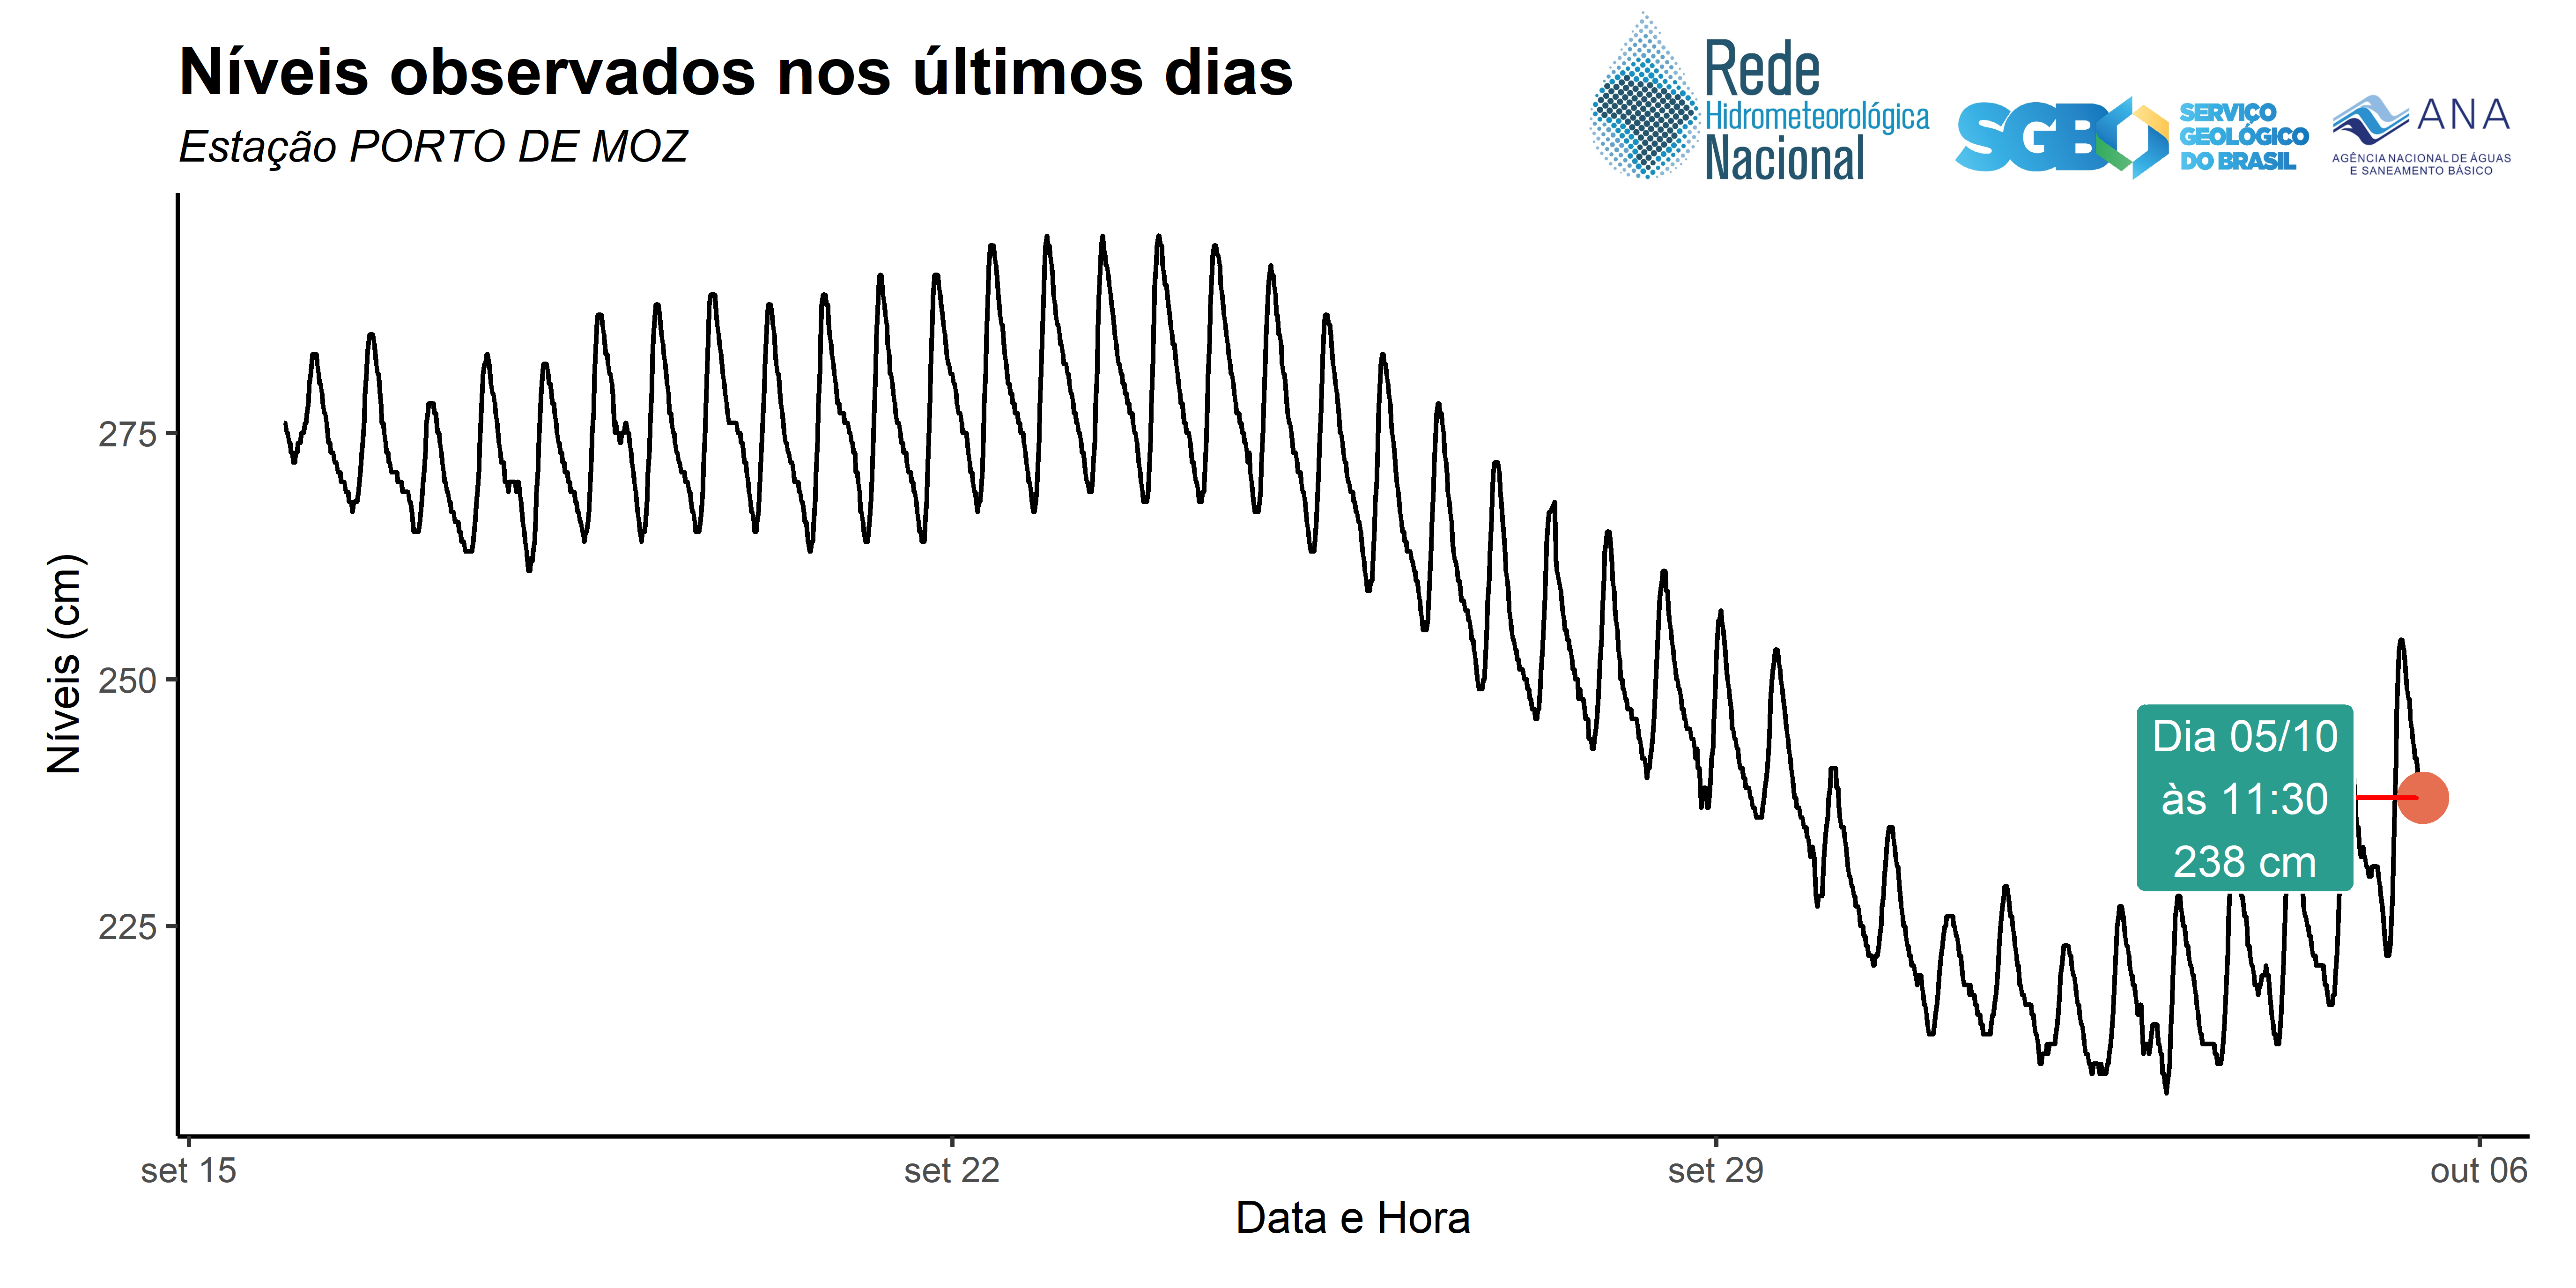 Níveis observados nos últimos dias
Estação PORTO DE MOZ
Rede
Hidrometeorológica
Nacional
SGB
SERVIÇO
GEOLÓGICO
DO BRASIL
ANA
AGÊNCIA NACIONAL DE ÁGUAS
E SANEAMENTO BÁSICO
Níveis (cm)
275
250
225
Dia 05/10
às 11:30
238 cm
set 15
set 22
set 29
out 06
Data e Hora